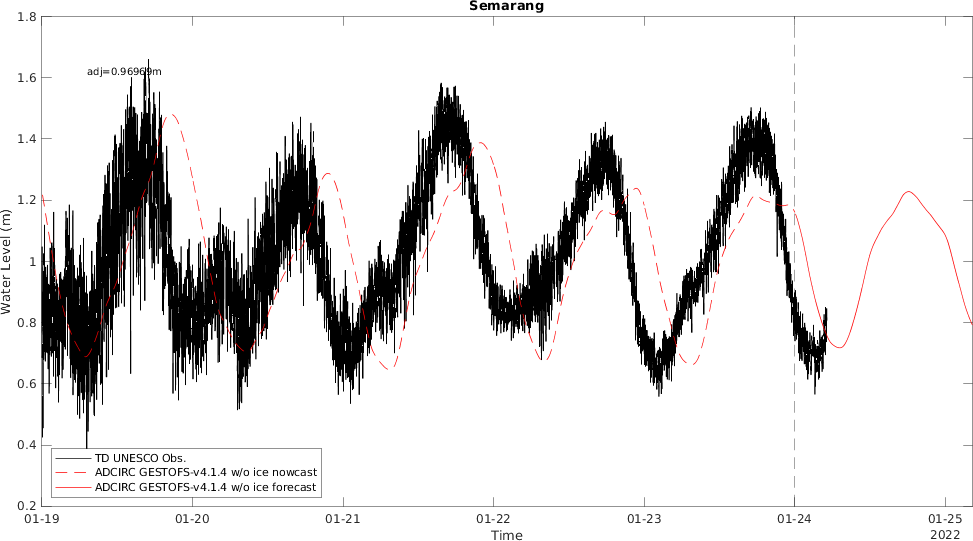 Semarang
1.8
1.6
1.4
1.2
1
0.8
0.6
0.4
0.2
Water Level (m)
adj=0.96969m
TD UNESCO Obs.
ADCIRC GESTOFS-v4.1.4 w/o ice nowcast
ADCIRC GESTOFS-v4.1.4 w/o ice forecast
01-19
01-20
01-21
01-22
01-23
01-24
01-25
Time
2022